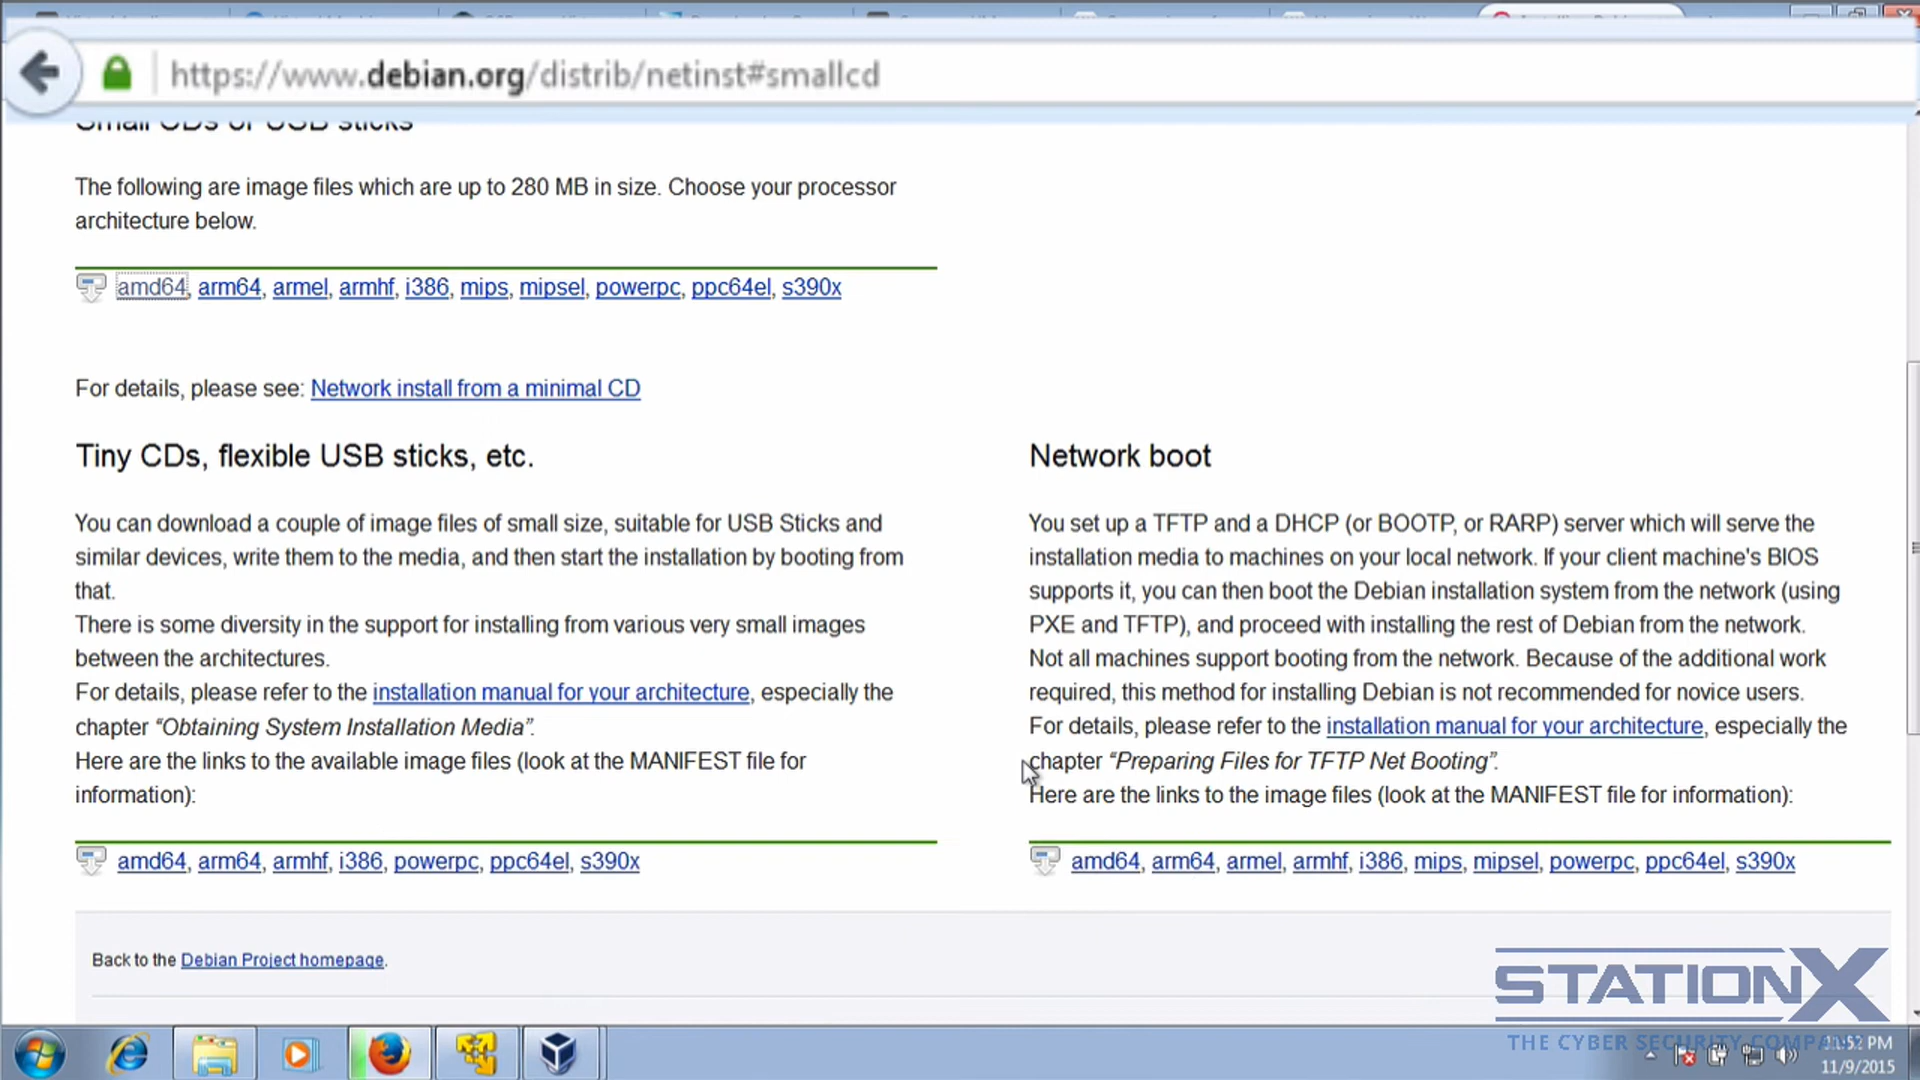 https://www.debian.org/distrib/netinst#smallcd
Small CDs or USB sticks
The following are image files which are up to 280 MB in size. Choose your processor
architecture below.
amd64, arm64, armel, armhf, i386, mips, mipsel, powerpc, ppc64el, s390x
For details, please see: Network install from a minimal CD
Tiny CDs, flexible USB sticks, etc.
You can download a couple of image files of small size, suitable for USB Sticks and
similar devices, write them to the media, and then start the installation by booting from
that.
There is some diversity in the support for installing from various very small images
between the architectures.
For details, please refer to the installation manual for your architecture, especially the
chapter “Obtaining System Installation Media”.
Here are the links to the available image files (look at the MANIFEST file for
information):
amd64, arm64, armhf, i386, powerpc, ppc64el, s390x
Network boot
You set up a TFTP and a DHCP (or BOOTP, or RARP) server which will serve the
installation media to machines on your local network. If your client machine's BIOS
supports it, you can then boot the Debian installation system from the network (using
PXE and TFTP), and proceed with installing the rest of Debian from the network.
Not all machines support booting from the network. Because of the additional work
required, this method for installing Debian is not recommended for novice users.
For details, please refer to the installation manual for your architecture, especially the
chapter “Preparing Files for TFTP Net Booting”.
Here are the links to the image files (look at the MANIFEST file for information):
amd64, arm64, armel, armhf, i386, mips, mipsel, powerpc, ppc64el, s390x
Back to the Debian Project homepage.
STATIONX
THE CYBER SECURITY
PM
11/9/2015